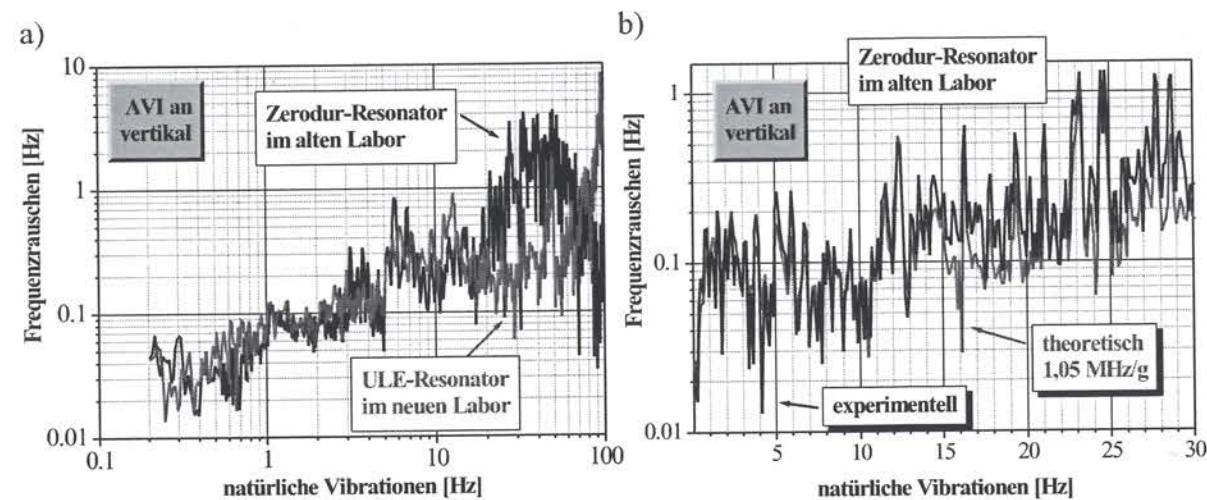 a)
Frequenzrauschen [Hz]
10
1
0.1
0.01
AVI an
vertikal
Zerodur-Resonator
im alten Labor
ULE-Resonator
im neuen Labor
0.1
1
10
100
natürliche Vibrationen [Hz]
b)
Frequenzrauschen [Hz]
1
0.10
0.01
Zerodur-Resonator
im alten Labor
AVI an
vertikal
theoretisch
1,05 MHz/g
experimentell
5
10
15
20
25
30
natürliche Vibrationen [Hz]